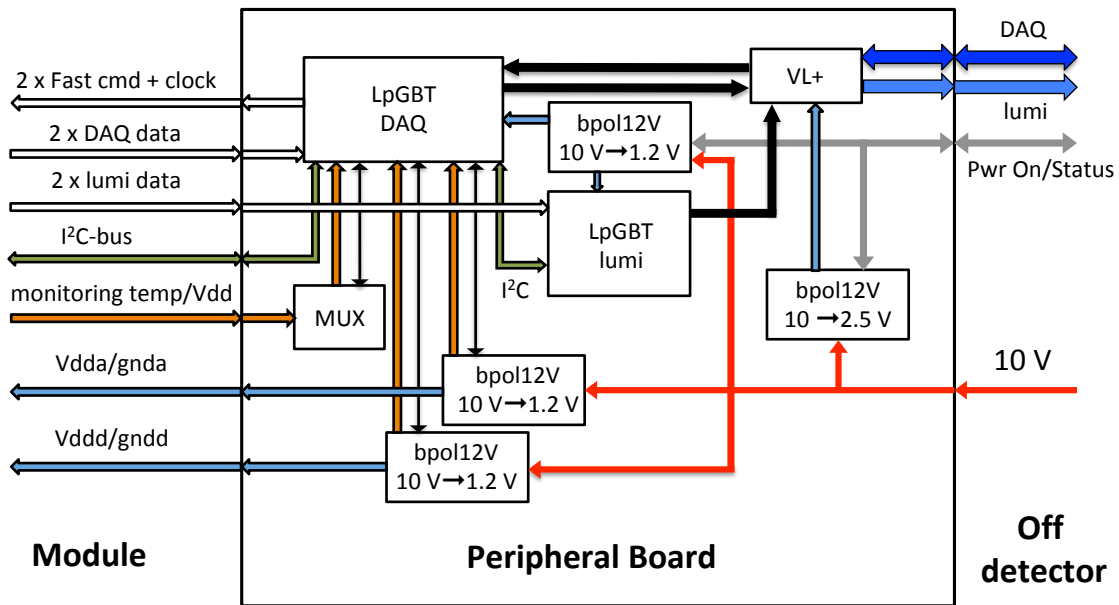 DAQ
2 x Fast cmd + clock
LpGBT
DAQ
VL+
lumi
2 x DAQ data
bpol12V
10 V→1.2 V
Pwr On/Status
2 x lumi data
LpGBT
lumi
I²C-bus
I²C
monitoring temp/Vdd
MUX
bpol12V
10 →2.5 V
Vdda/gnda
bpol12V
10 V→1.2 V
10 V
Vddd/gndd
bpol12V
10 V→1.2 V
Module
Peripheral Board
Off
detector